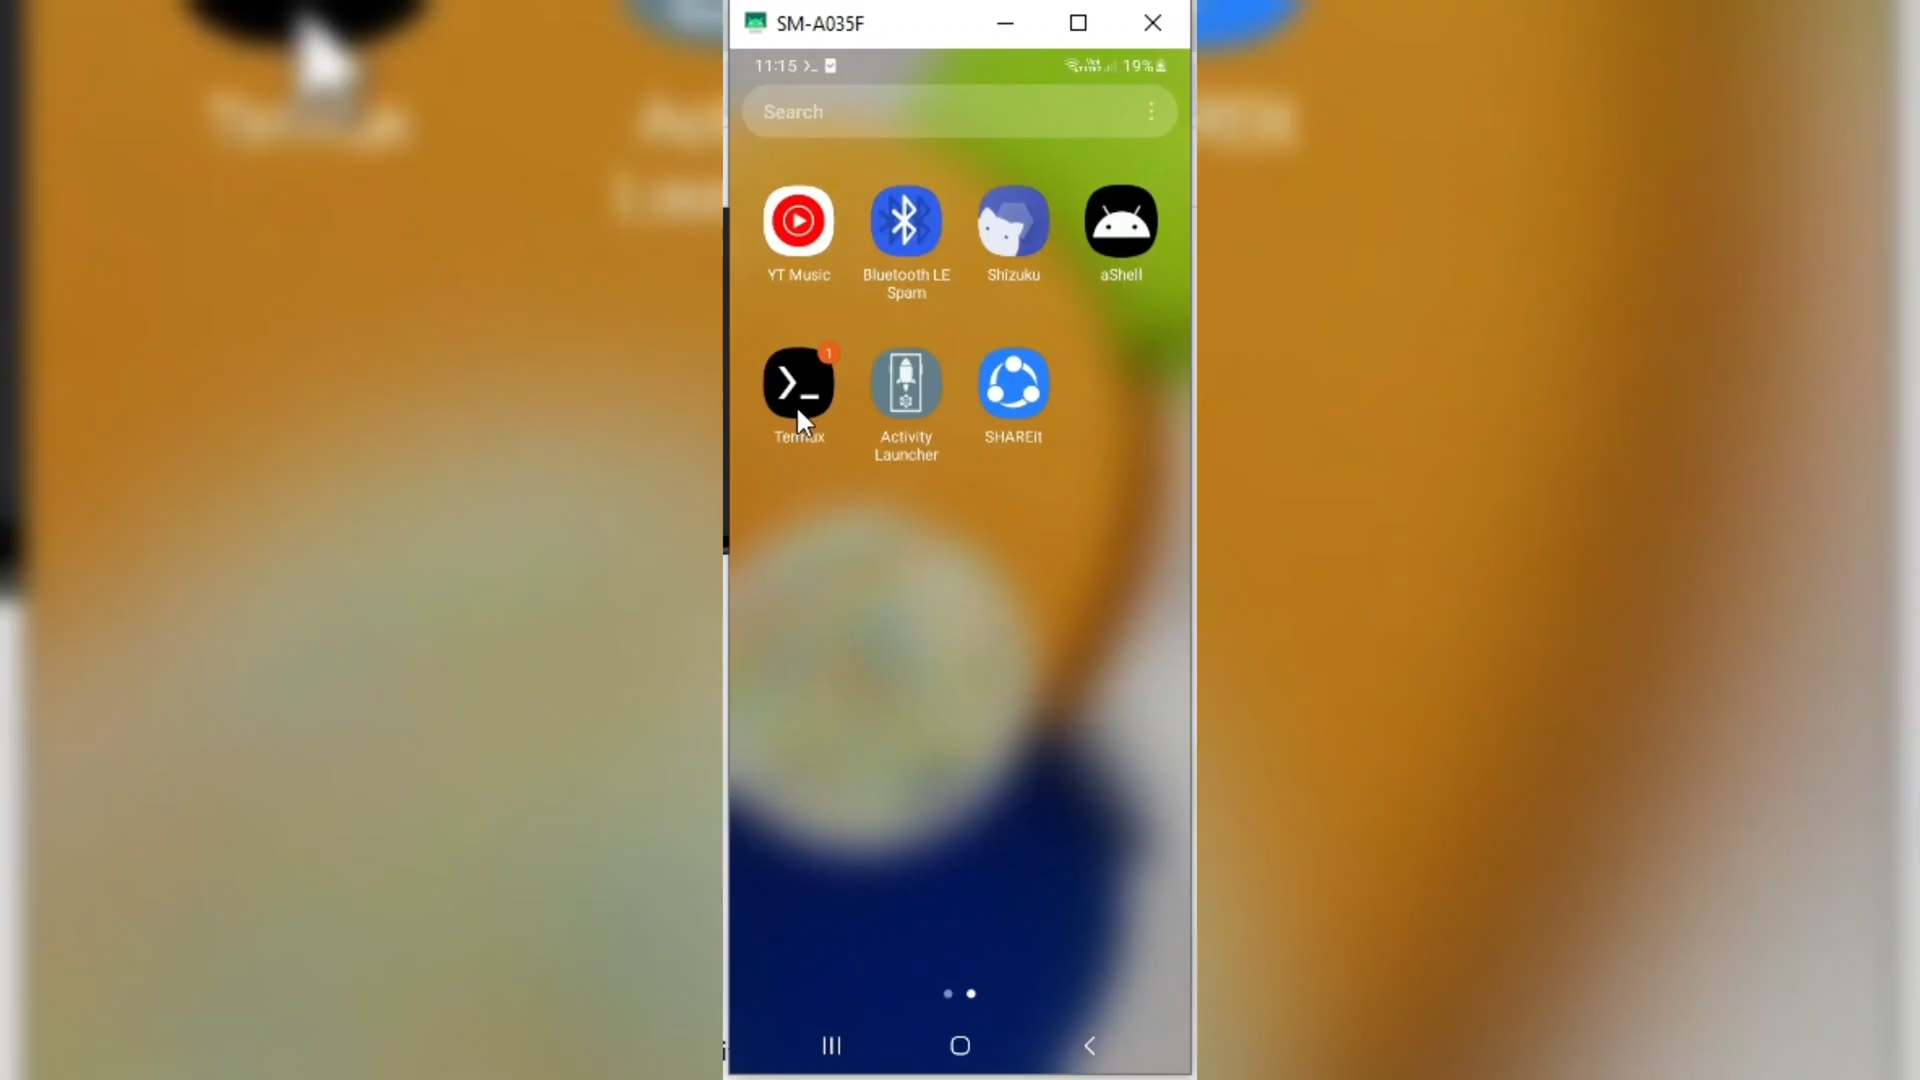 SM-A035F
11:15
19%
Search
YT Music
Bluetooth LE
Spam
Shizuku
aShell
1
Termux
Activity
Launcher
SHAREit